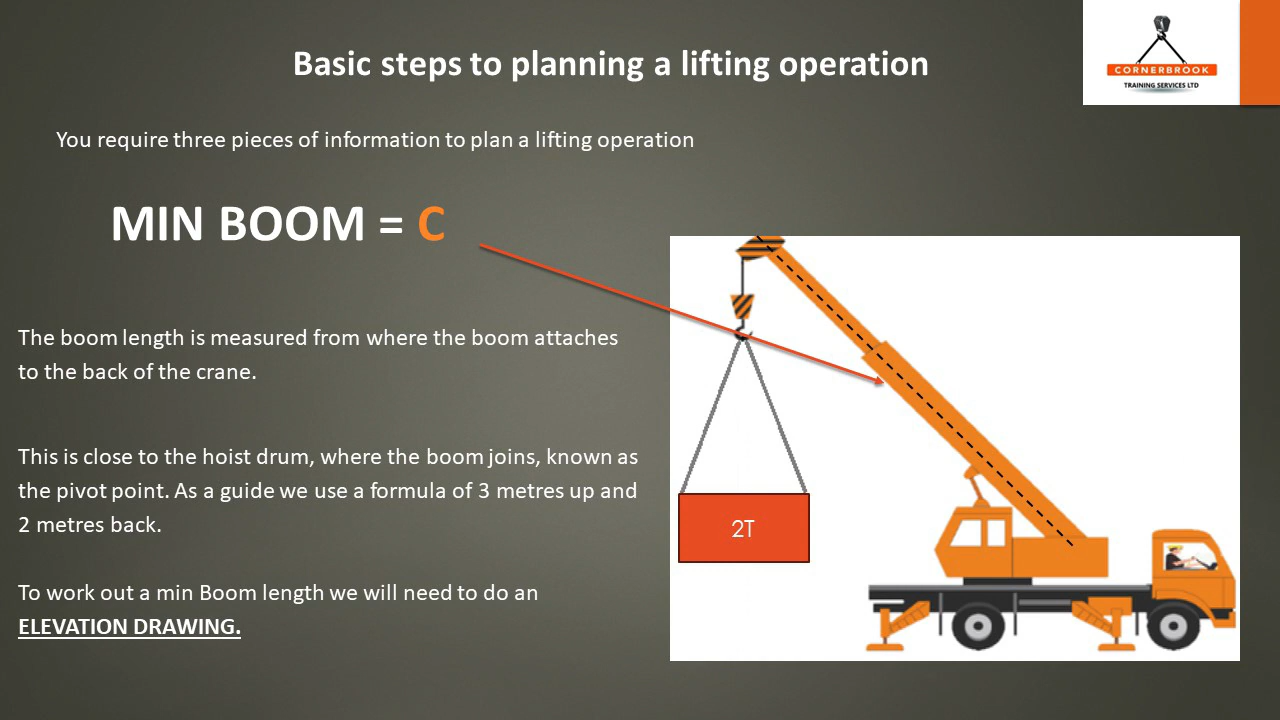 Basic steps to planning a lifting operation
CORNERBROOK
TRAINING SERVICES LTD
You require three pieces of information to plan a lifting operation
MIN BOOM = C
The boom length is measured from where the boom attaches
to the back of the crane.
This is close to the hoist drum, where the boom joins, known as
the pivot point. As a guide we use a formula of 3 metres up and
2 metres back.
To work out a min Boom length we will need to do an
ELEVATION DRAWING.
2T